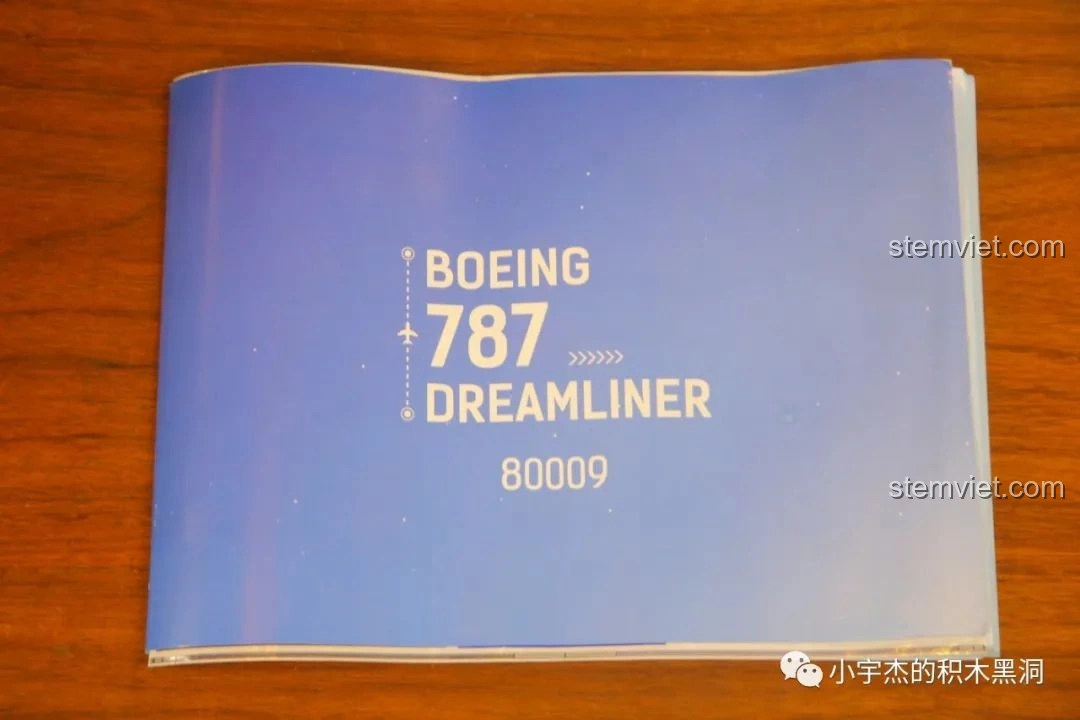 BOEING
787 >>>>>>
DREAMLINER
80009
stemviet.com
stemviet.com
小宇杰的积木黑洞